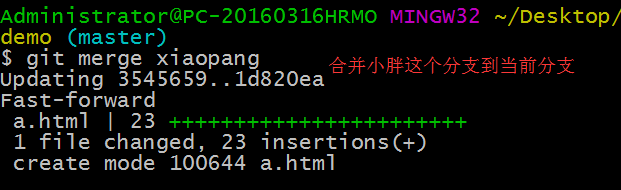 Administrator@PC-20160316HRMO MINGW32 ~/Desktop/
demo (master)
$ git merge xiaopang
合并小胖这个分支到当前分支
Updating 3545659..1d820ea
Fast-forward
 a.html | 23 +++++++++++++++++++++++
 1 file changed, 23 insertions(+)
 create mode 100644 a.html